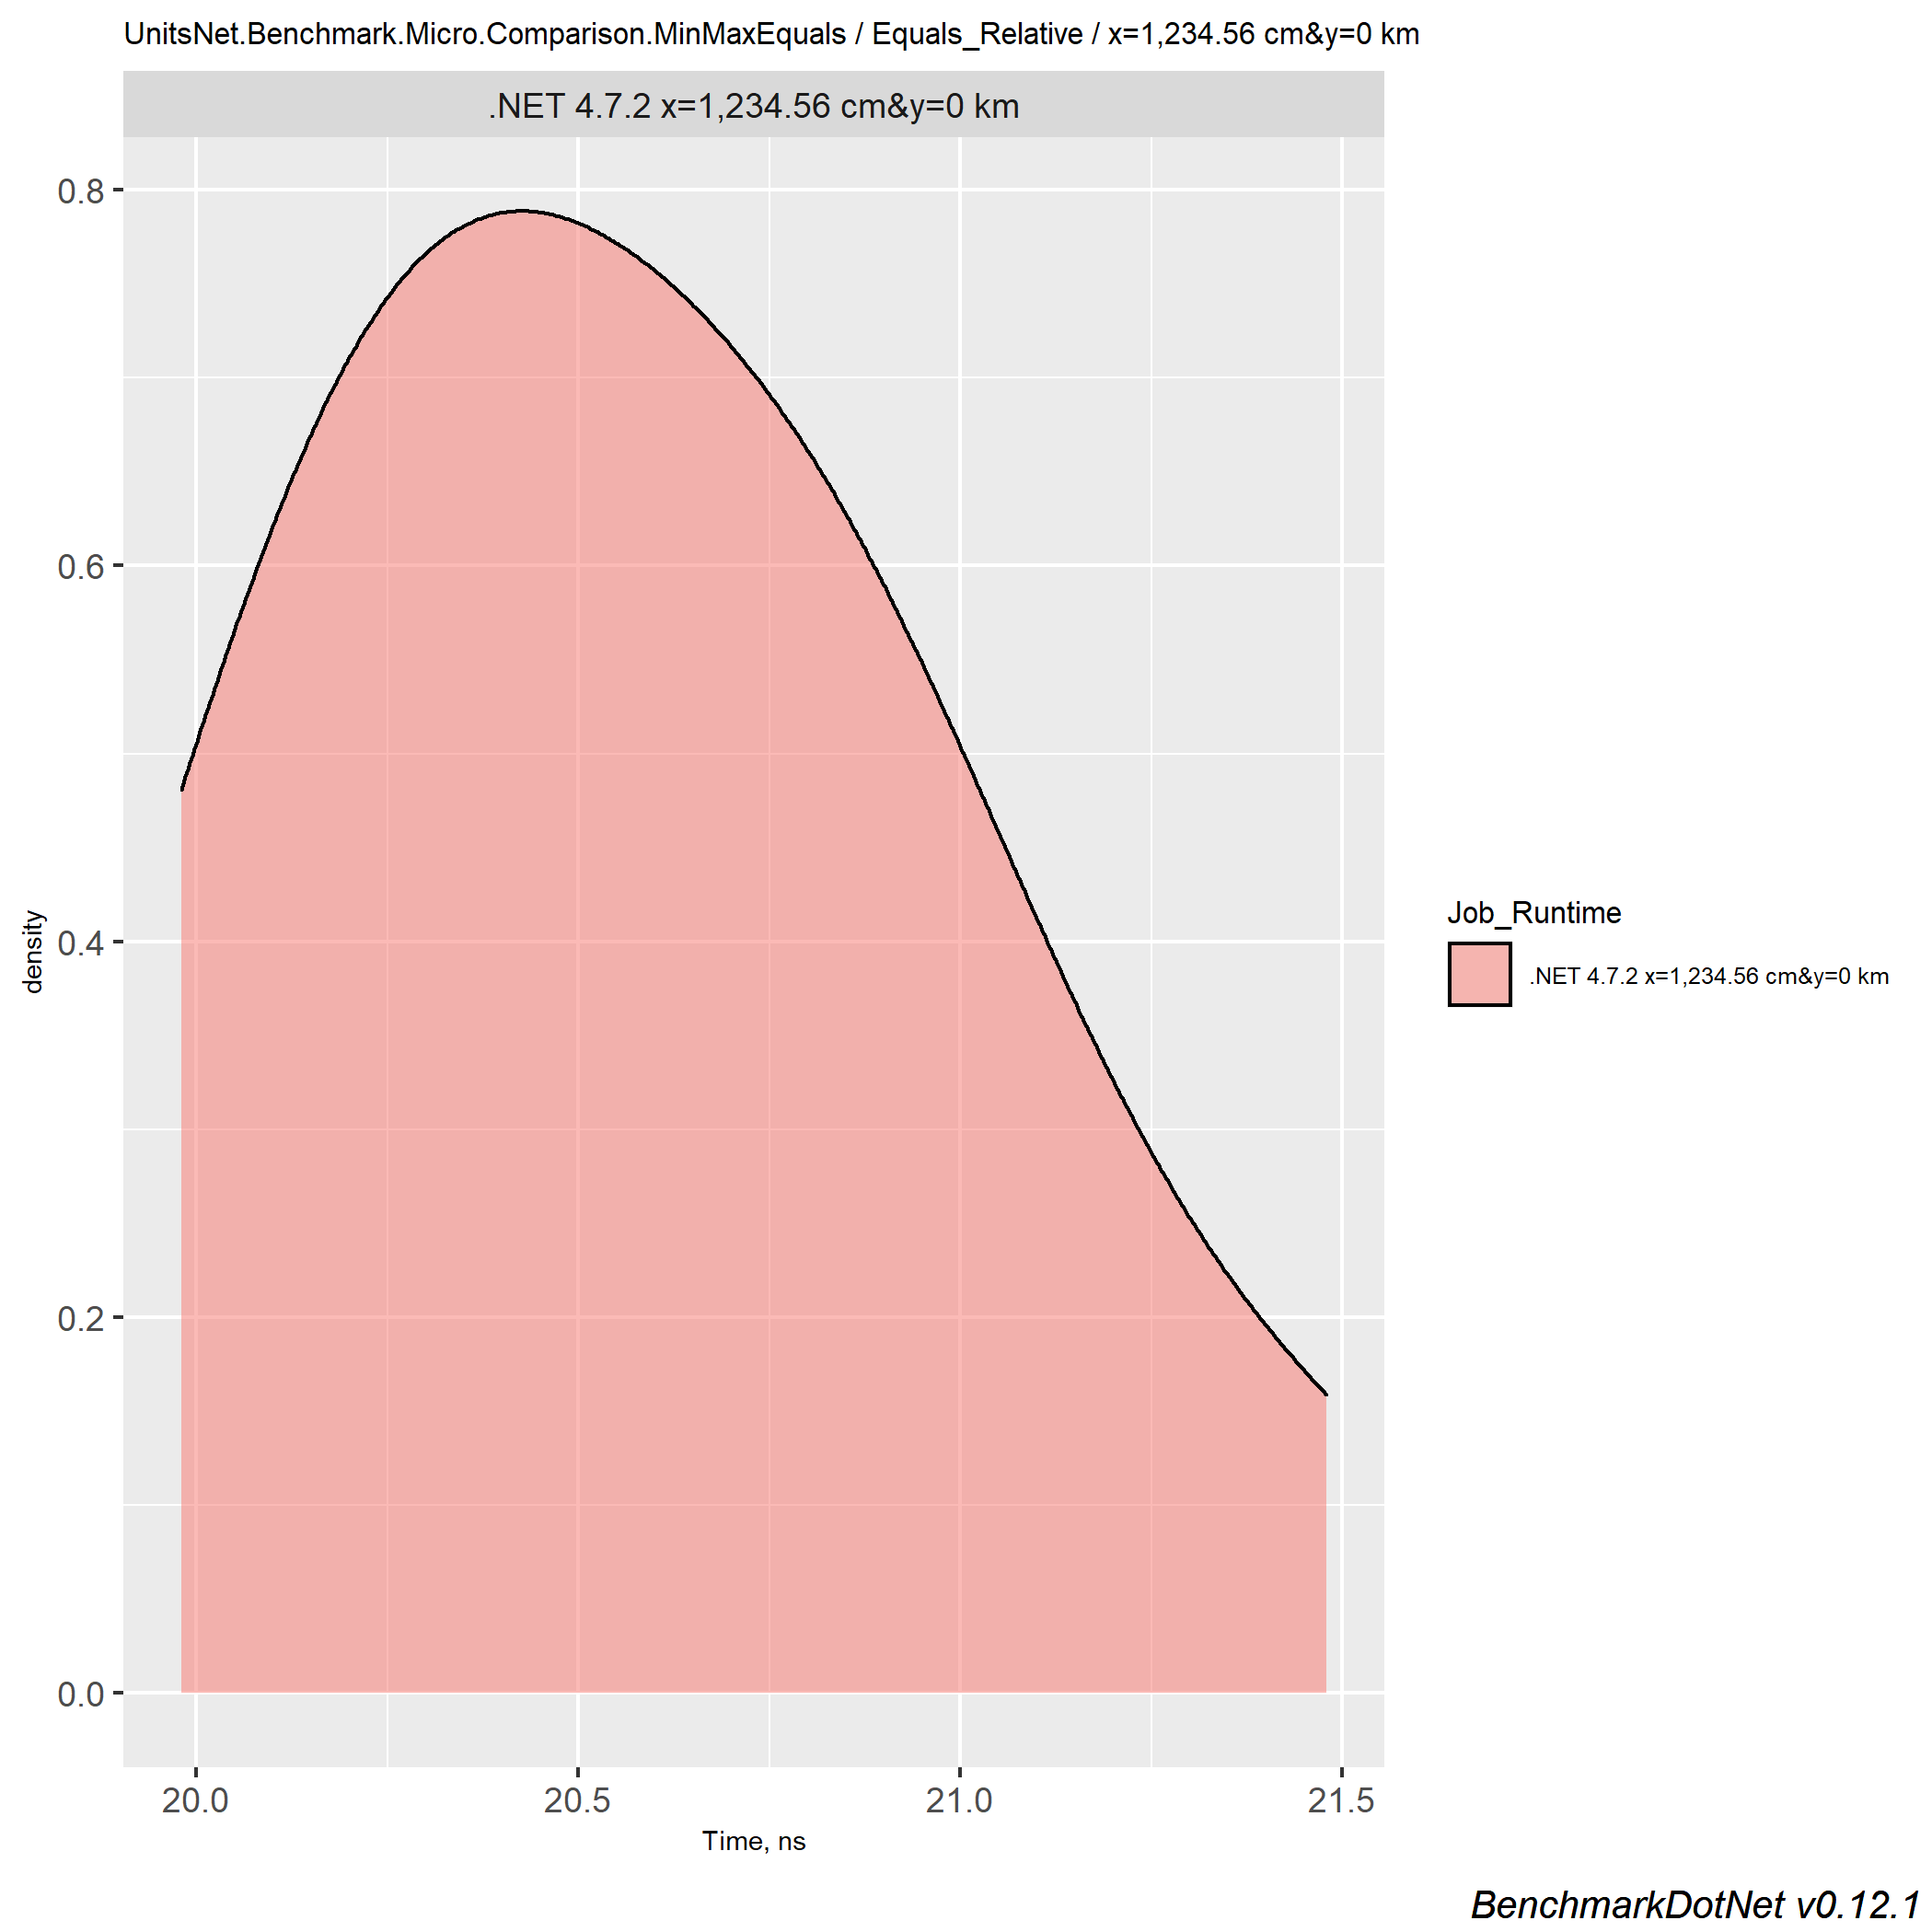 UnitsNet.Benchmark.Micro.Comparison.MinMaxEquals / Equals_Relative / x=1,234.56 cm&y=0 km
.NET 4.7.2 x=1,234.56 cm&y=0 km
0.8
0.6
0.4
0.2
0.0
density
20.0 20.5 21.0 21.5
Time, ns
Job_Runtime
.NET 4.7.2 x=1,234.56 cm&y=0 km
BenchmarkDotNet v0.12.1